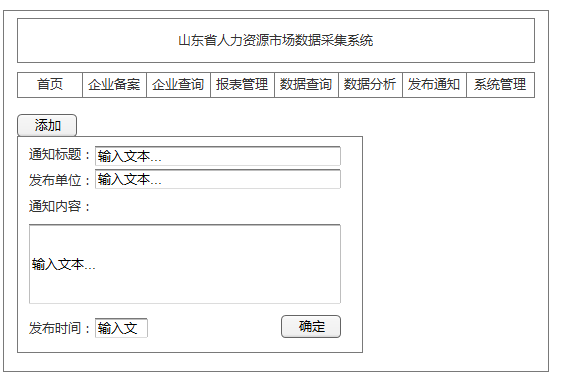 山东省人力资源市场数据采集系统
首页 企业备案 企业查询 报表管理 数据查询 数据分析 发布通知 系统管理
添加
通知标题： 输入文本...
发布单位： 输入文本...
通知内容：
输入文本...
发布时间： 输入文 确定